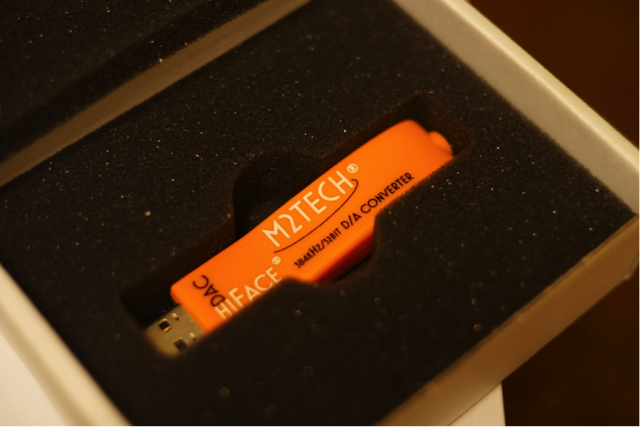 M2TECH®
384KHZ/32BIT D/A CONVERTER
HIFACE®
DAC